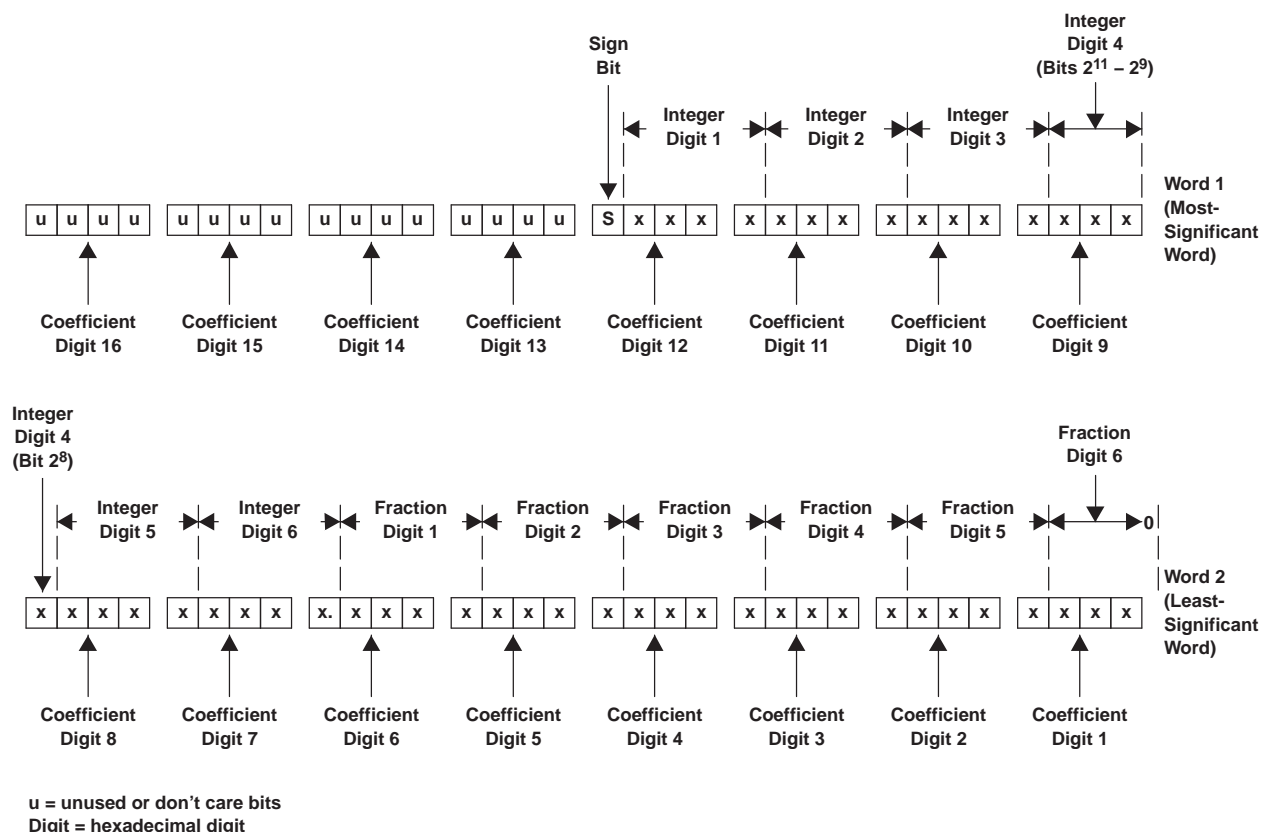 Sign
Bit
Integer
Digit 4
(Bits 2¹¹ – 2⁹)
Integer Digit 1
Integer Digit 2
Integer Digit 3
u u u u u u u u u u u u u u u u S x x x x x x x x x x x x x x x
Word 1
(Most-
Significant
Word)
Coefficient Digit 16
Coefficient Digit 15
Coefficient Digit 14
Coefficient Digit 13
Coefficient Digit 12
Coefficient Digit 11
Coefficient Digit 10
Coefficient Digit 9
Integer
Digit 4
(Bit 2⁸)
Fraction
Digit 6
Integer Digit 5
Integer Digit 6
Fraction Digit 1
Fraction Digit 2
Fraction Digit 3
Fraction Digit 4
Fraction Digit 5
0
x x x x x x x x x. x x x x x x x x x x x x x x x x x x x x x x x
Word 2
(Least-
Significant
Word)
Coefficient Digit 8
Coefficient Digit 7
Coefficient Digit 6
Coefficient Digit 5
Coefficient Digit 4
Coefficient Digit 3
Coefficient Digit 2
Coefficient Digit 1
u = unused or don't care bits
Digit = hexadecimal digit